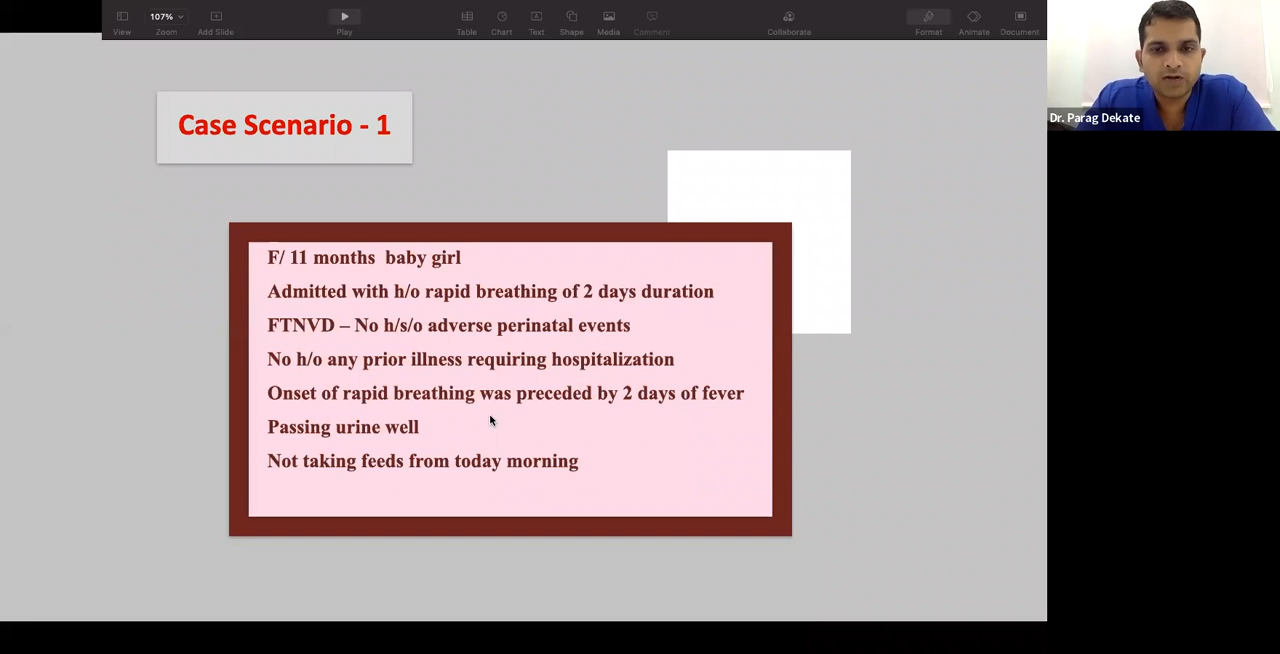 107%
View
Zoom
Add Slide
Play
Table
Chart
Text
Shape
Media
Comment
Collaborate
Format
Animate
Document
Dr. Parag Dekate
Case Scenario - 1
F/ 11 months  baby girl
Admitted with h/o rapid breathing of 2 days duration
FTNVD – No h/s/o adverse perinatal events
No h/o any prior illness requiring hospitalization
Onset of rapid breathing was preceded by 2 days of fever
Passing urine well
Not taking feeds from today morning